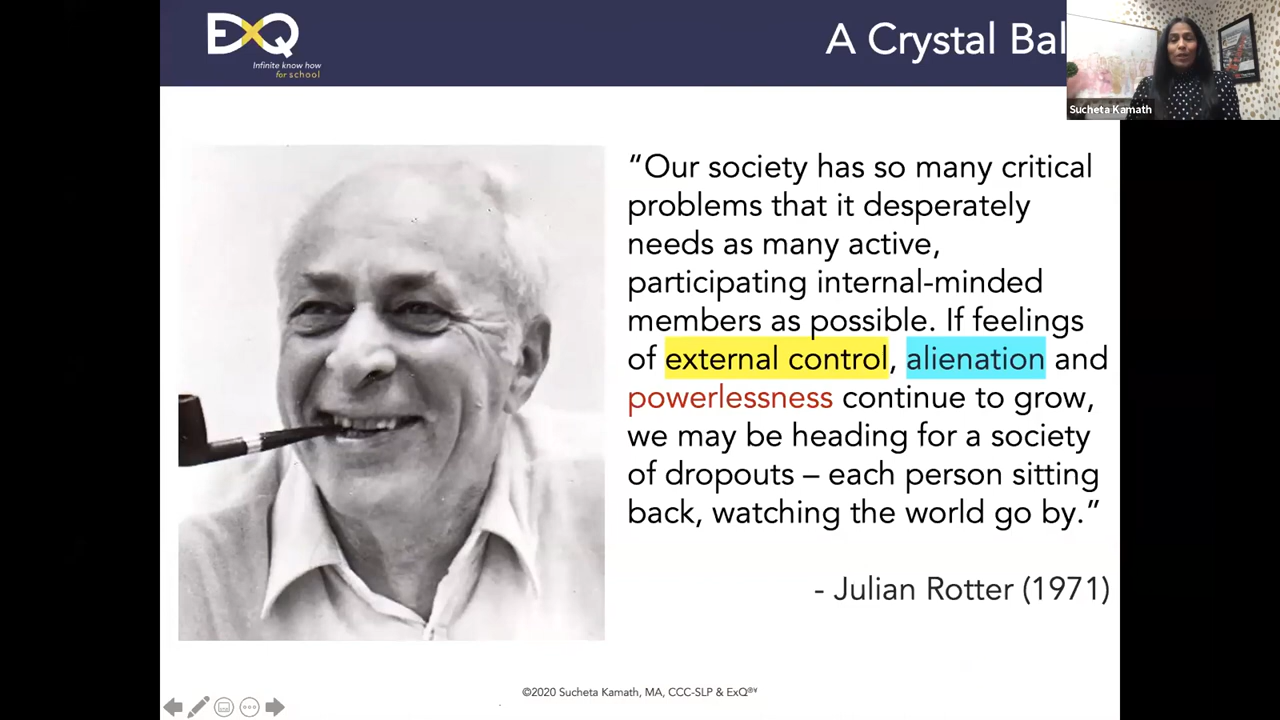 EXQ
Infinite know how
for school
A Crystal Bal
Sucheta Kamath
“Our society has so many critical
problems that it desperately
needs as many active,
participating internal-minded
members as possible. If feelings
of external control, alienation and
powerlessness continue to grow,
we may be heading for a society
of dropouts – each person sitting
back, watching the world go by.”
- Julian Rotter (1971)
©2020 Sucheta Kamath, MA, CCC-SLP & ExQ®¥